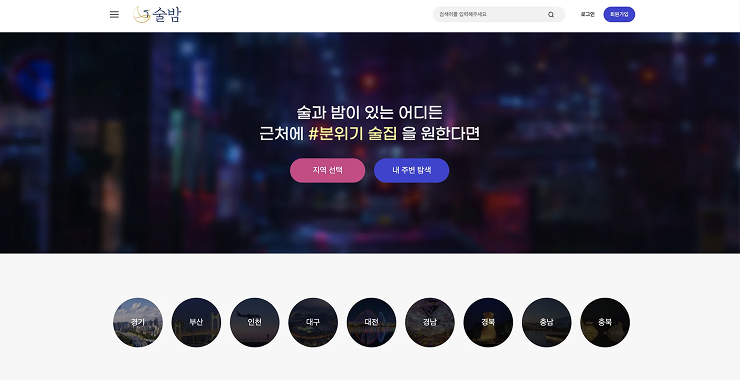 술밤
검색어를 입력해주세요
로그인
회원가입
술과 밤이 있는 어디든
근처에 #분위기 술집 을 원한다면
지역 선택
내 주변 탐색
경기
부산
인천
대구
대전
경남
경북
충남
충북